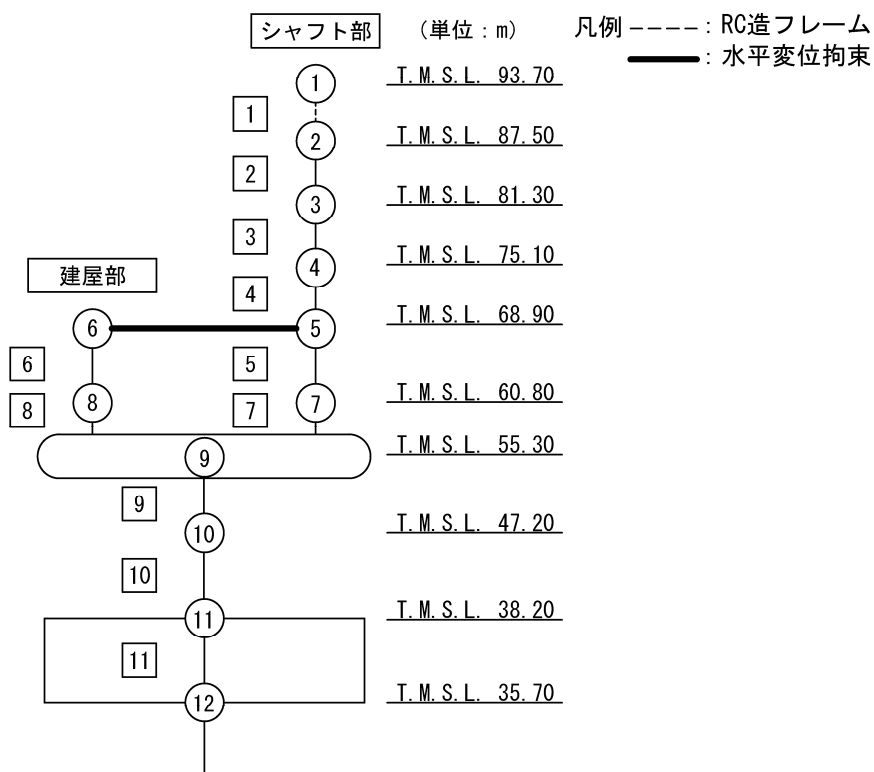 シャフト部 （単位：m） 凡例 ----：RC造フレーム
：水平変位拘束
1 T.M.S.L. 93.70
1
2 T.M.S.L. 87.50
2
3 T.M.S.L. 81.30
3
4 T.M.S.L. 75.10
建屋部
4
6 5 T.M.S.L. 68.90
6 5
8 7 T.M.S.L. 60.80
8 7
9 T.M.S.L. 55.30
9
10 T.M.S.L. 47.20
10
11 T.M.S.L. 38.20
11
12 T.M.S.L. 35.70